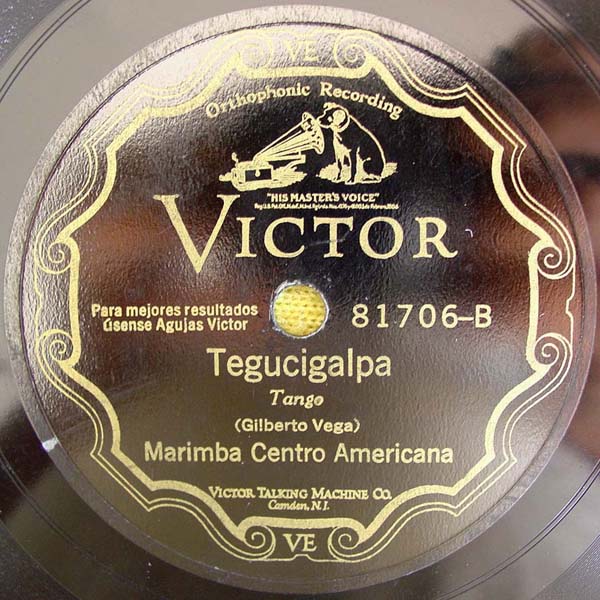 VE
Orthophonic Recording
"HIS MASTER'S VOICE"
VICTOR
Para mejores resultados
úsense Agujas Victor
81706-B
Tegucigalpa
Tango
(Gilberto Vega)
Marimba Centro Americana
VICTOR TALKING MACHINE CO.
Camden, N.J.
VE